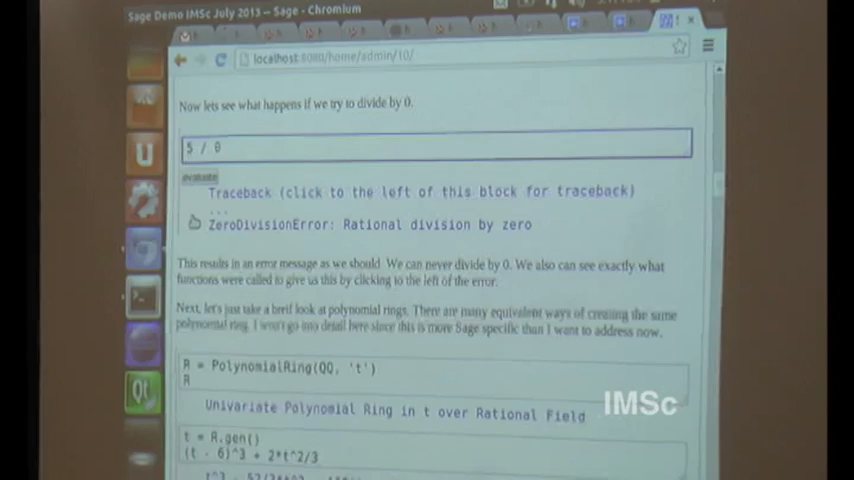 Sage Demo IMSc July 2013 – Sage - Chromium
localhost:8080/home/admin/10/
Now lets see what happens if we try to divide by 0.
5 / 0
evaluate
Traceback (click to the left of this block for traceback)
...
ZeroDivisionError: Rational division by zero
This results in an error message as we should. We can never divide by 0. We also can see exactly what
functions were called to give us this by clicking to the left of the error.
Next, let's just take a breif look at polynomial rings. There are many equivalent ways of creating the same
polynomial ring. I won't go into detail here since this is more Sage specific than I want to address now.
R = PolynomialRing(QQ, 't')
R
Univariate Polynomial Ring in t over Rational Field
IMSc
t = R.gen()
(t - 6)^3 + 2*t^2/3